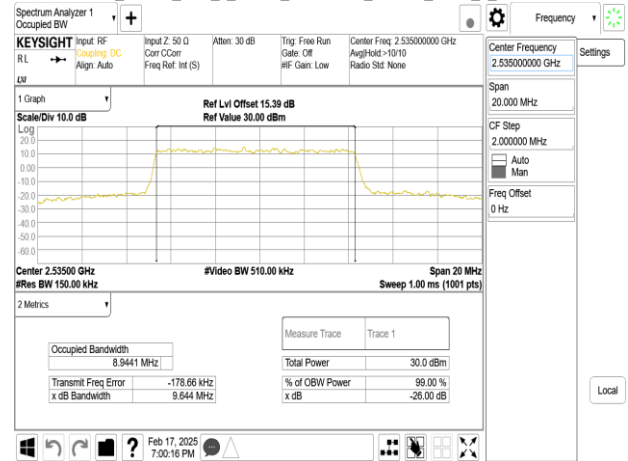 Spectrum Analyzer 1
Occupied BW
Frequency
KEYSIGHT
RL
LXI
Input: RF
Coupling: DC
Align: Auto
Input Z: 50 Ω
Corr CCorr
Freq Ref: Int (S)
Atten: 30 dB
Trig: Free Run
Gate: Off
#IF Gain: Low
Center Freq: 2.535000000 GHz
Avg|Hold:>10/10
Radio Std: None
Center Frequency
2.535000000 GHz
Settings
Span
20.000 MHz
CF Step
2.000000 MHz
Auto
Man
Freq Offset
0 Hz
Local
1 Graph
Scale/Div 10.0 dB
Ref Lvl Offset 15.39 dB
Ref Value 30.00 dBm
Log
20.0
10.0
0.00
-10.0
-20.0
-30.0
-40.0
-50.0
-60.0
Center 2.53500 GHz
#Video BW 510.00 kHz
Span 20 MHz
#Res BW 150.00 kHz
Sweep 1.00 ms (1001 pts)
2 Metrics
Measure Trace Trace 1
Occupied Bandwidth
8.9441 MHz
Total Power 30.0 dBm
Transmit Freq Error -178.66 kHz
% of OBW Power 99.00 %
x dB Bandwidth 9.644 MHz
x dB -26.00 dB
?
Feb 17, 2025
7:00:16 PM